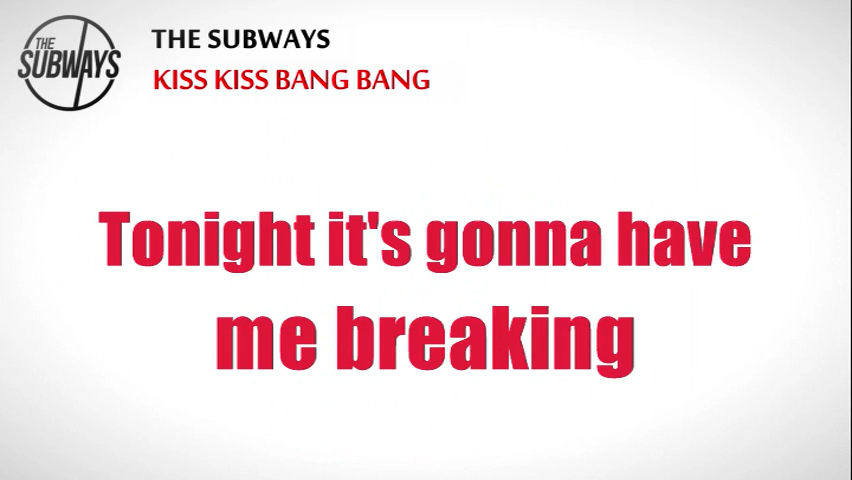 THE
SUBWAYS
THE SUBWAYS
KISS KISS BANG BANG
Tonight it's gonna have
me breaking